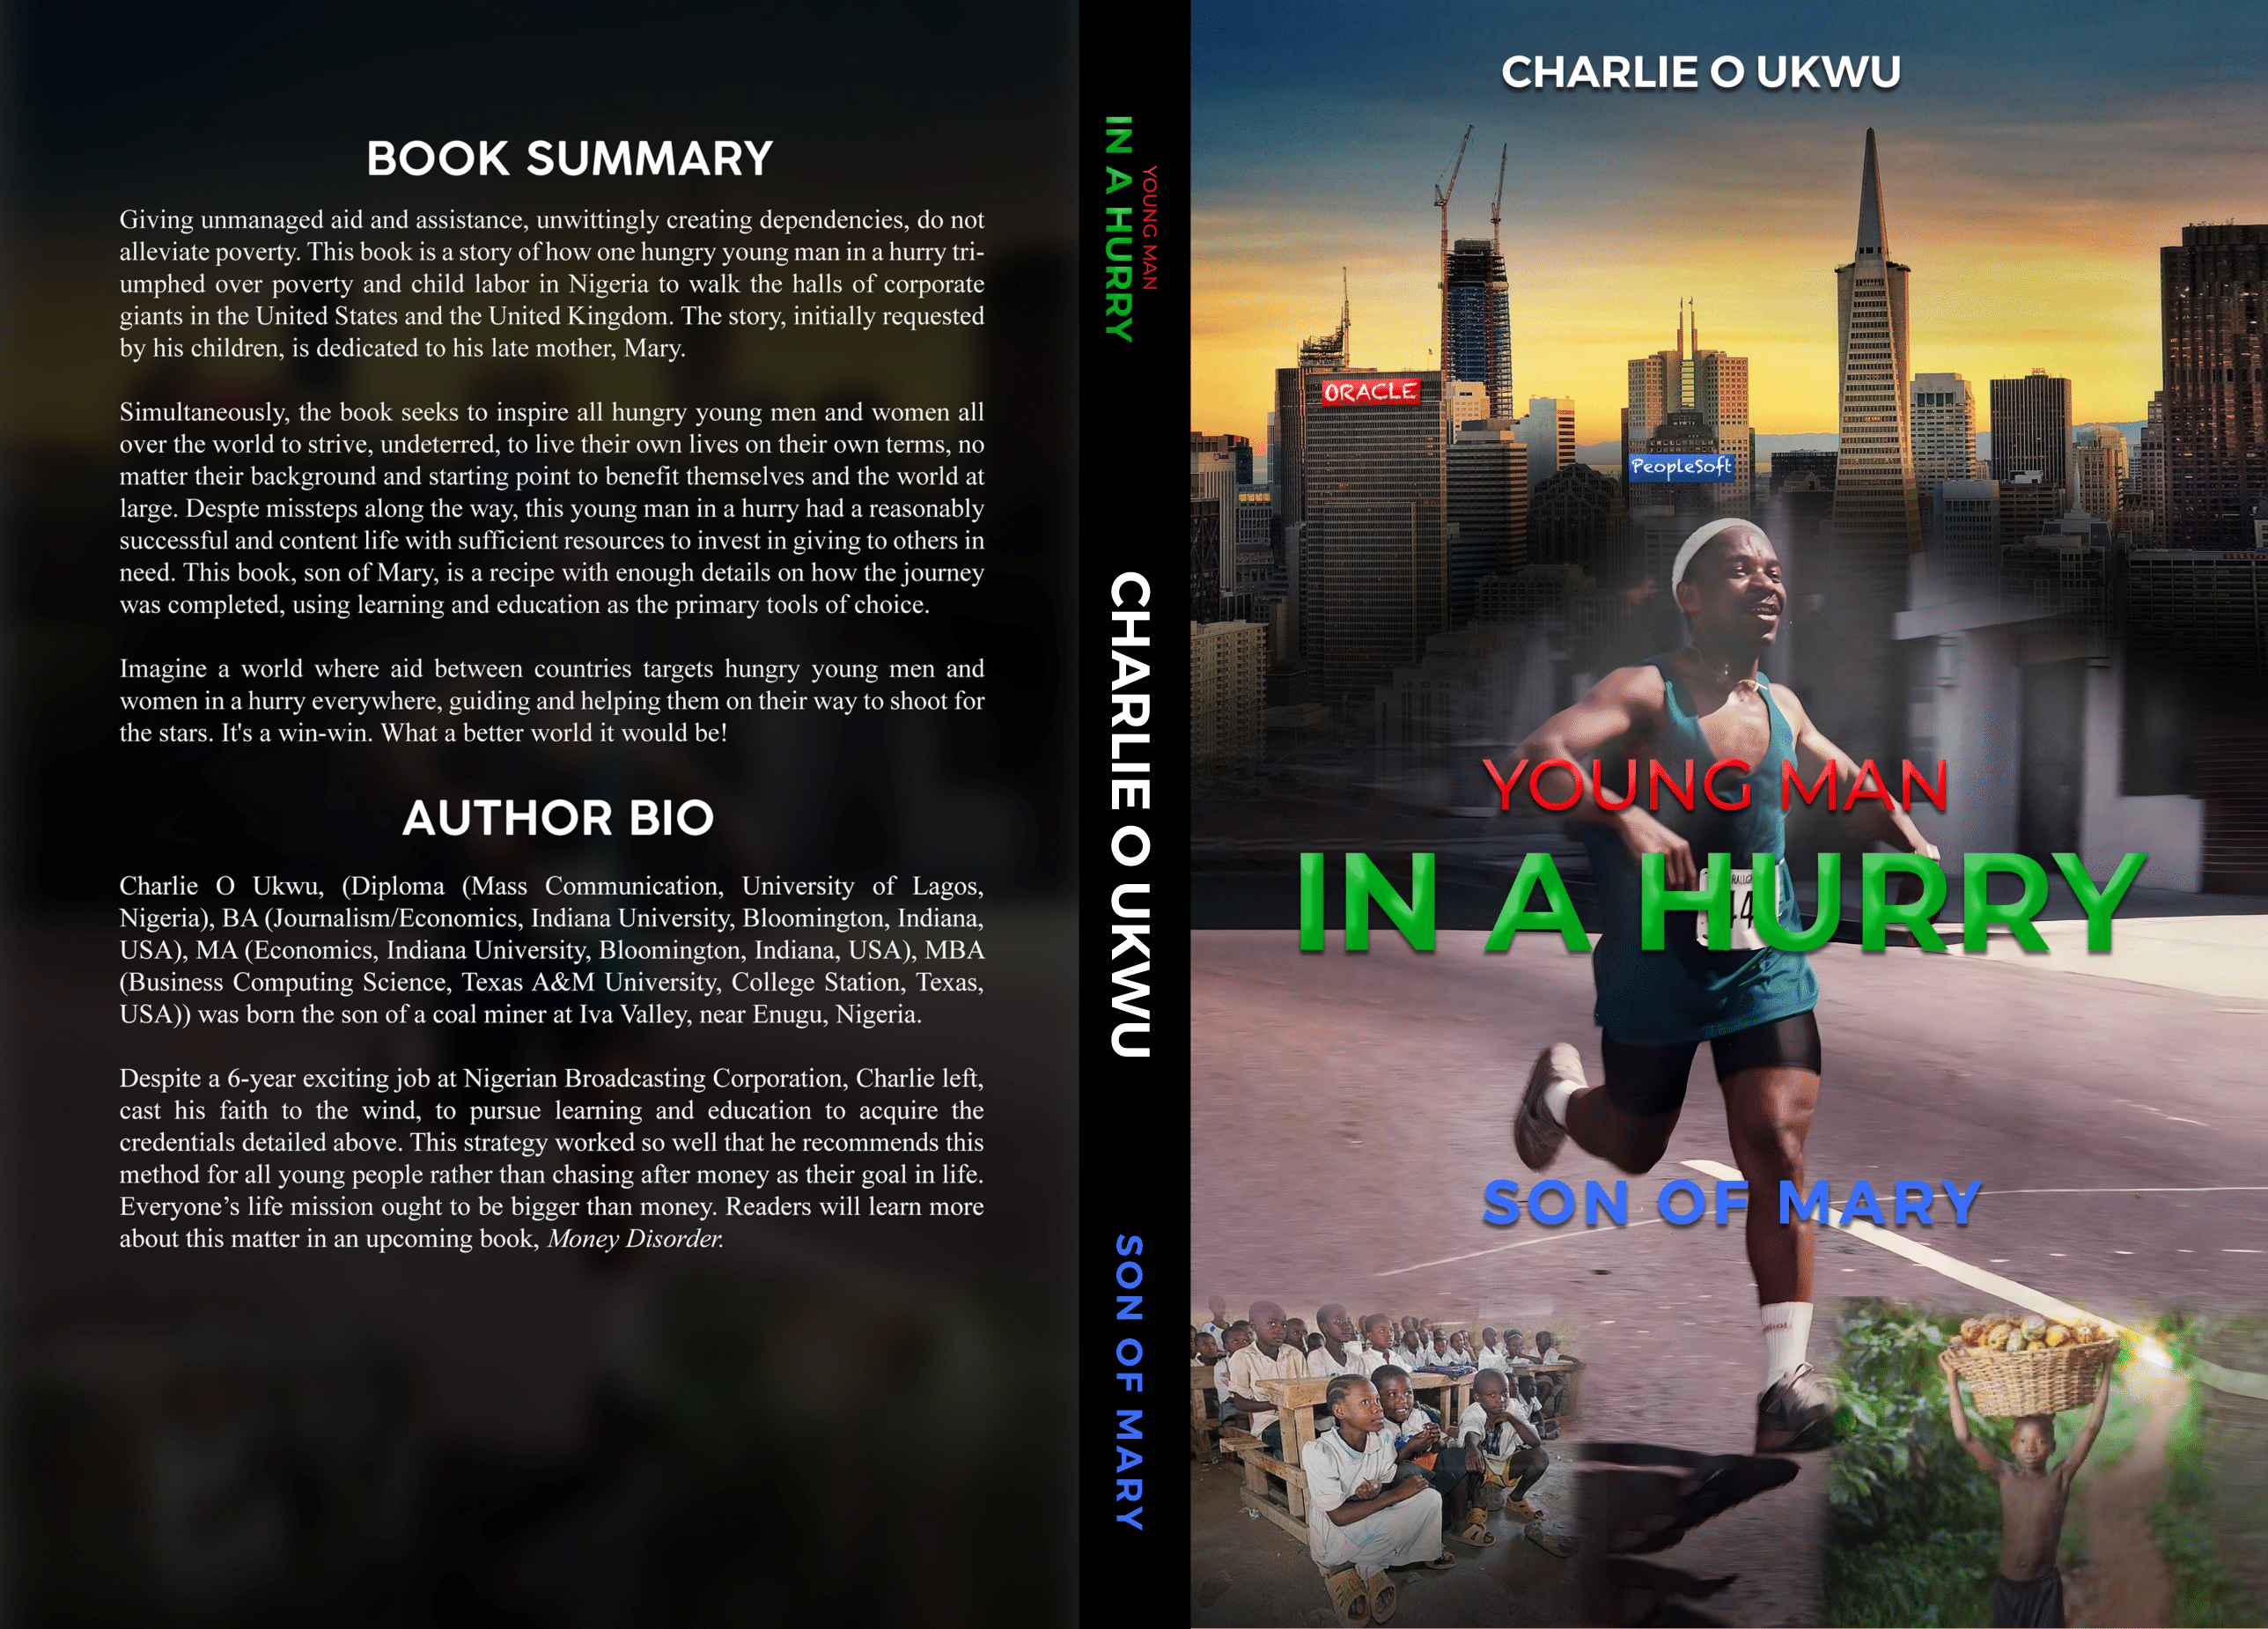 BOOK SUMMARY
Giving unmanaged aid and assistance, unwittingly creating dependencies, do not
alleviate poverty. This book is a story of how one hungry young man in a hurry tri-
umphed over poverty and child labor in Nigeria to walk the halls of corporate
giants in the United States and the United Kingdom. The story, initially requested
by his children, is dedicated to his late mother, Mary.
Simultaneously, the book seeks to inspire all hungry young men and women all
over the world to strive, undeterred, to live their own lives on their own terms, no
matter their background and starting point to benefit themselves and the world at
large. Despte missteps along the way, this young man in a hurry had a reasonably
successful and content life with sufficient resources to invest in giving to others in
need. This book, son of Mary, is a recipe with enough details on how the journey
was completed, using learning and education as the primary tools of choice.
Imagine a world where aid between countries targets hungry young men and
women in a hurry everywhere, guiding and helping them on their way to shoot for
the stars. It's a win-win. What a better world it would be!
AUTHOR BIO
Charlie O Ukwu, (Diploma (Mass Communication, University of Lagos,
Nigeria), BA (Journalism/Economics, Indiana University, Bloomington, Indiana,
USA), MA (Economics, Indiana University, Bloomington, Indiana, USA), MBA
(Business Computing Science, Texas A&M University, College Station, Texas,
USA)) was born the son of a coal miner at Iva Valley, near Enugu, Nigeria.
Despite a 6-year exciting job at Nigerian Broadcasting Corporation, Charlie left,
cast his faith to the wind, to pursue learning and education to acquire the
credentials detailed above. This strategy worked so well that he recommends this
method for all young people rather than chasing after money as their goal in life.
Everyone’s life mission ought to be bigger than money. Readers will learn more
about this matter in an upcoming book, Money Disorder.
YOUNG MAN
IN A HURRY
CHARLIE O UKWU
SON OF MARY
CHARLIE O UKWU
ORACLE
PeopleSoft
YOUNG MAN
IN A HURRY
SON OF MARY